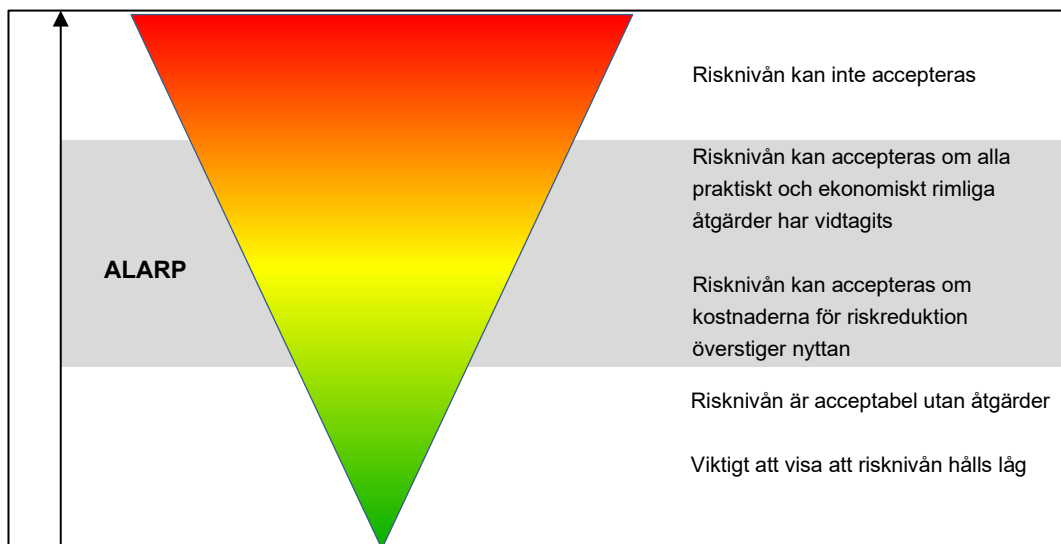 Risknivån kan inte accepteras
Risknivån kan accepteras om alla
praktiskt och ekonomiskt rimliga
åtgärder har vidtagits
ALARP
Risknivån kan accepteras om
kostnaderna för riskreduktion
överstiger nyttan
Risknivån är acceptabel utan åtgärder
Viktigt att visa att risknivån hålls låg